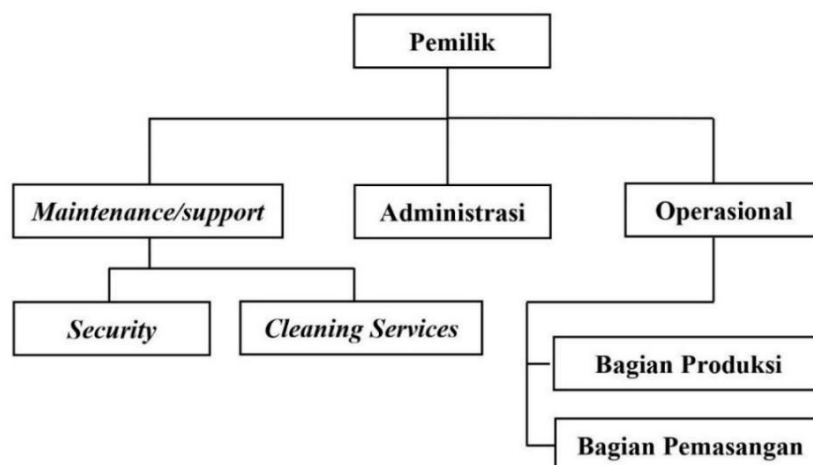 Pemilik
Maintenance/support
Administrasi
Operasional
Security
Cleaning Services
Bagian Produksi
Bagian Pemasangan